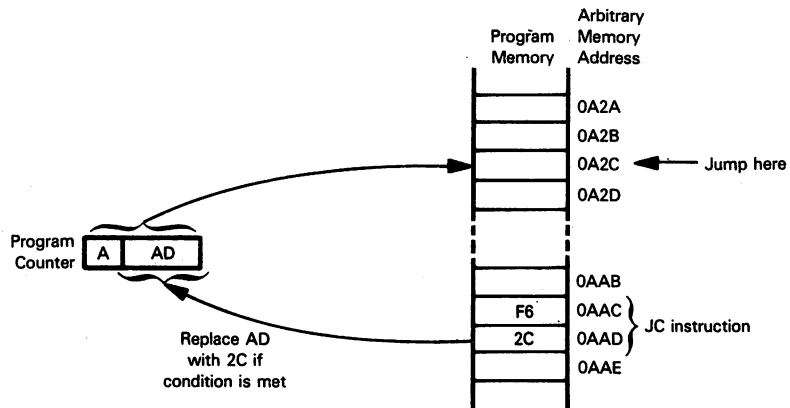 Program
Memory
Arbitrary
Memory
Address
0A2A
0A2B
0A2C
Jump here
0A2D
Program
Counter
A
AD
0AAB
F6
0AAC
JC instruction
2C
0AAD
0AAE
Replace AD
with 2C if
condition is met